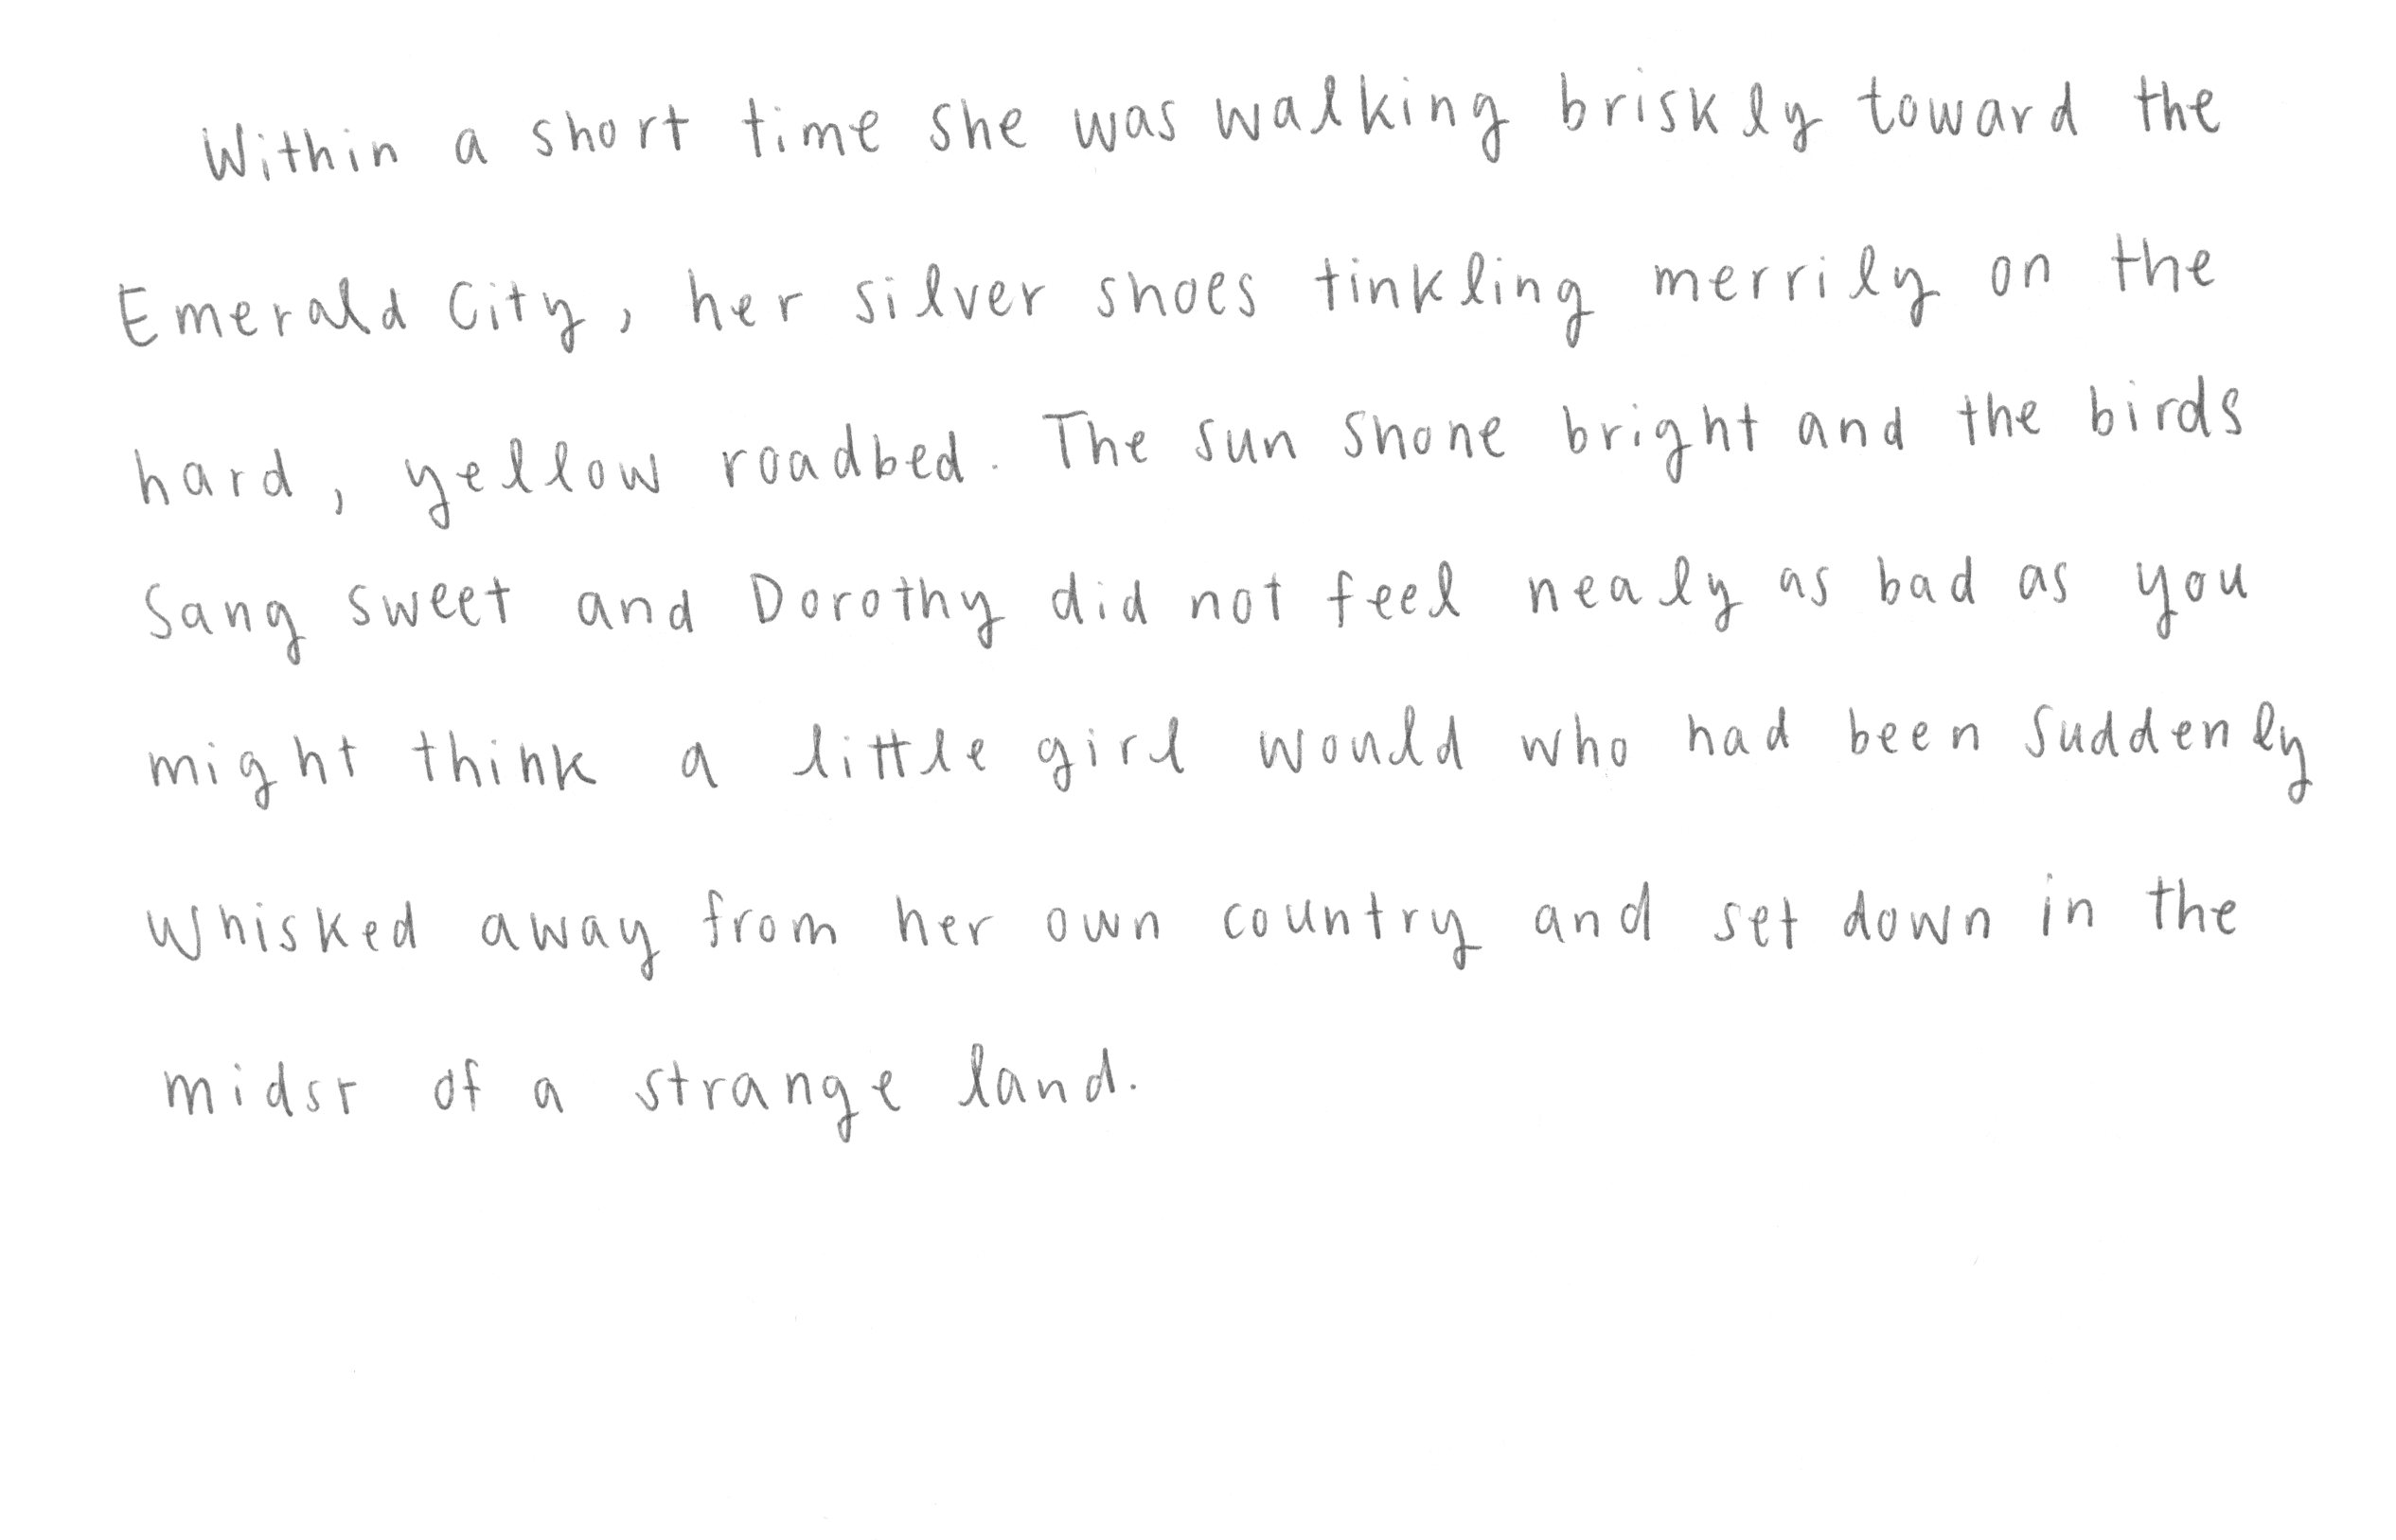 Within a short time she was walking briskly toward the
Emerald City, her silver shoes tinkling merrily on the
hard, yellow roadbed. The sun shone bright and the birds
Sang sweet and Dorothy did not feel nealy as bad as you
might think a little girl would who had been suddenly
whisked away from her own country and set down in the
midst of a strange land.